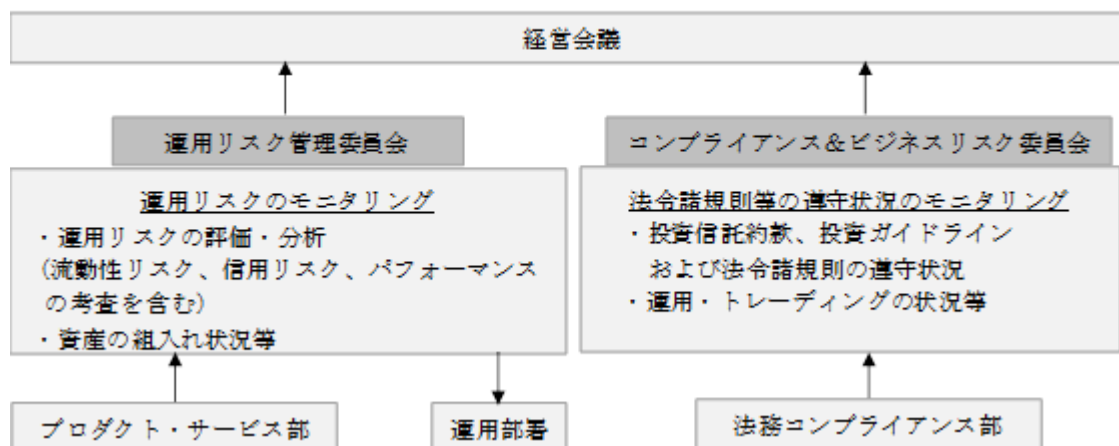 経営会議
運用リスク管理委員会
運用リスクのモニタリング
・運用リスクの評価・分析
(流動性リスク、信用リスク、パフォーマンス
の考査を含む)
・資産の組入れ状況等
プロダクト・サービス部
運用部署
コンプライアンス＆ビジネスリスク委員会
法令諸規則等の遵守状況のモニタリング
・投資信託約款、投資ガイドライン
および法令諸規則の遵守状況
・運用・トレーディングの状況等
法務コンプライアンス部